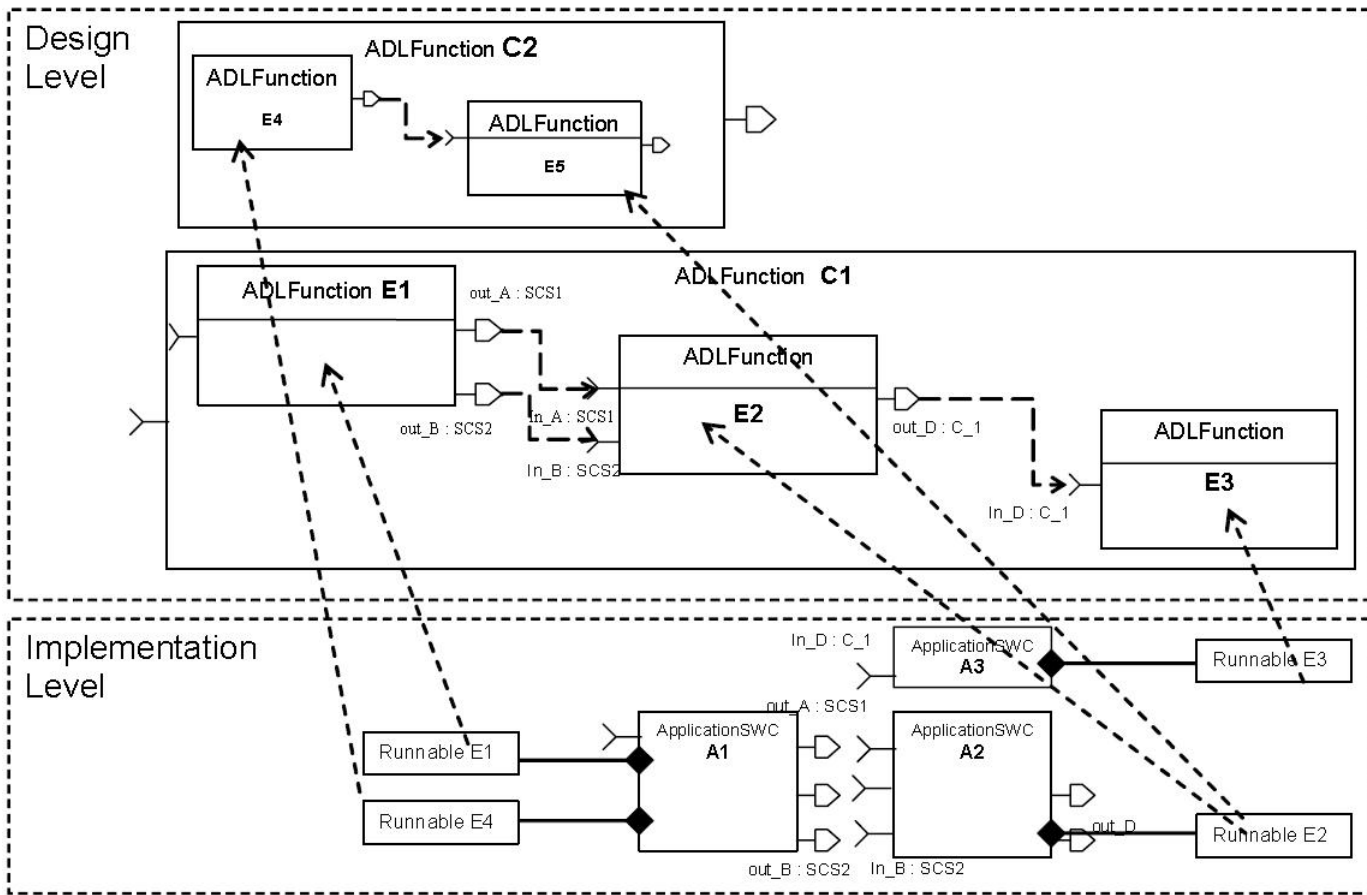 Design
Level
ADLFunction C2
ADLFunction
E4
ADLFunction
E5
ADLFunction C1
ADLFunction E1
out_A : SCS1
out_B : SCS2
In_A : SCS1
In_B : SCS2
ADLFunction
E2
out_D : C_1
In_D : C_1
ADLFunction
E3
Implementation
Level
In_D : C_1
ApplicationSWC
A3
Runnable E3
out_A : SCS1
Runnable E1
ApplicationSWC
A1
ApplicationSWC
A2
Runnable E4
out_D
Runnable E2
out_B : SCS2
In_B : SCS2